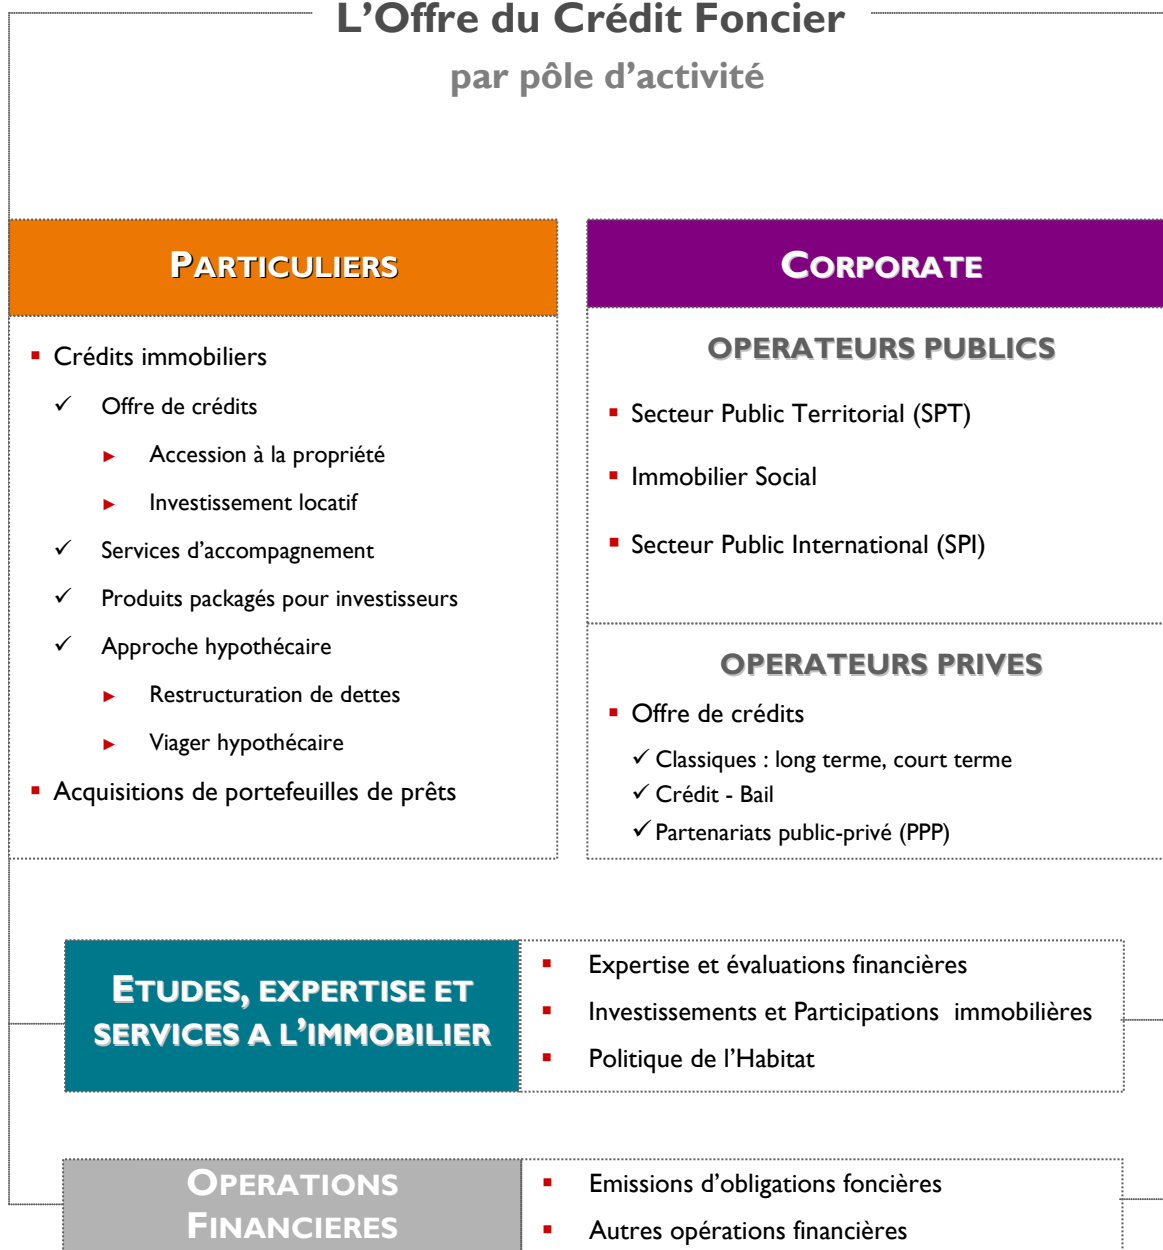 L’Offre du Crédit Foncier
par pôle d’activité
PARTICULIERS
▪ Crédits immobiliers
✓ Offre de crédits
► Accession à la propriété
► Investissement locatif
✓ Services d’accompagnement
✓ Produits packagés pour investisseurs
✓ Approche hypothécaire
► Restructuration de dettes
► Viager hypothécaire
▪ Acquisitions de portefeuilles de prêts
CORPORATE
OPERATEURS PUBLICS
▪ Secteur Public Territorial (SPT)
▪ Immobilier Social
▪ Secteur Public International (SPI)
OPERATEURS PRIVES
▪ Offre de crédits
✓ Classiques : long terme, court terme
✓ Crédit - Bail
✓ Partenariats public-privé (PPP)
ETUDES, EXPERTISE ET
SERVICES A L’IMMOBILIER
▪ Expertise et évaluations financières
▪ Investissements et Participations immobilières
▪ Politique de l’Habitat
OPERATIONS
FINANCIERES
▪ Emissions d’obligations foncières
▪ Autres opérations financières